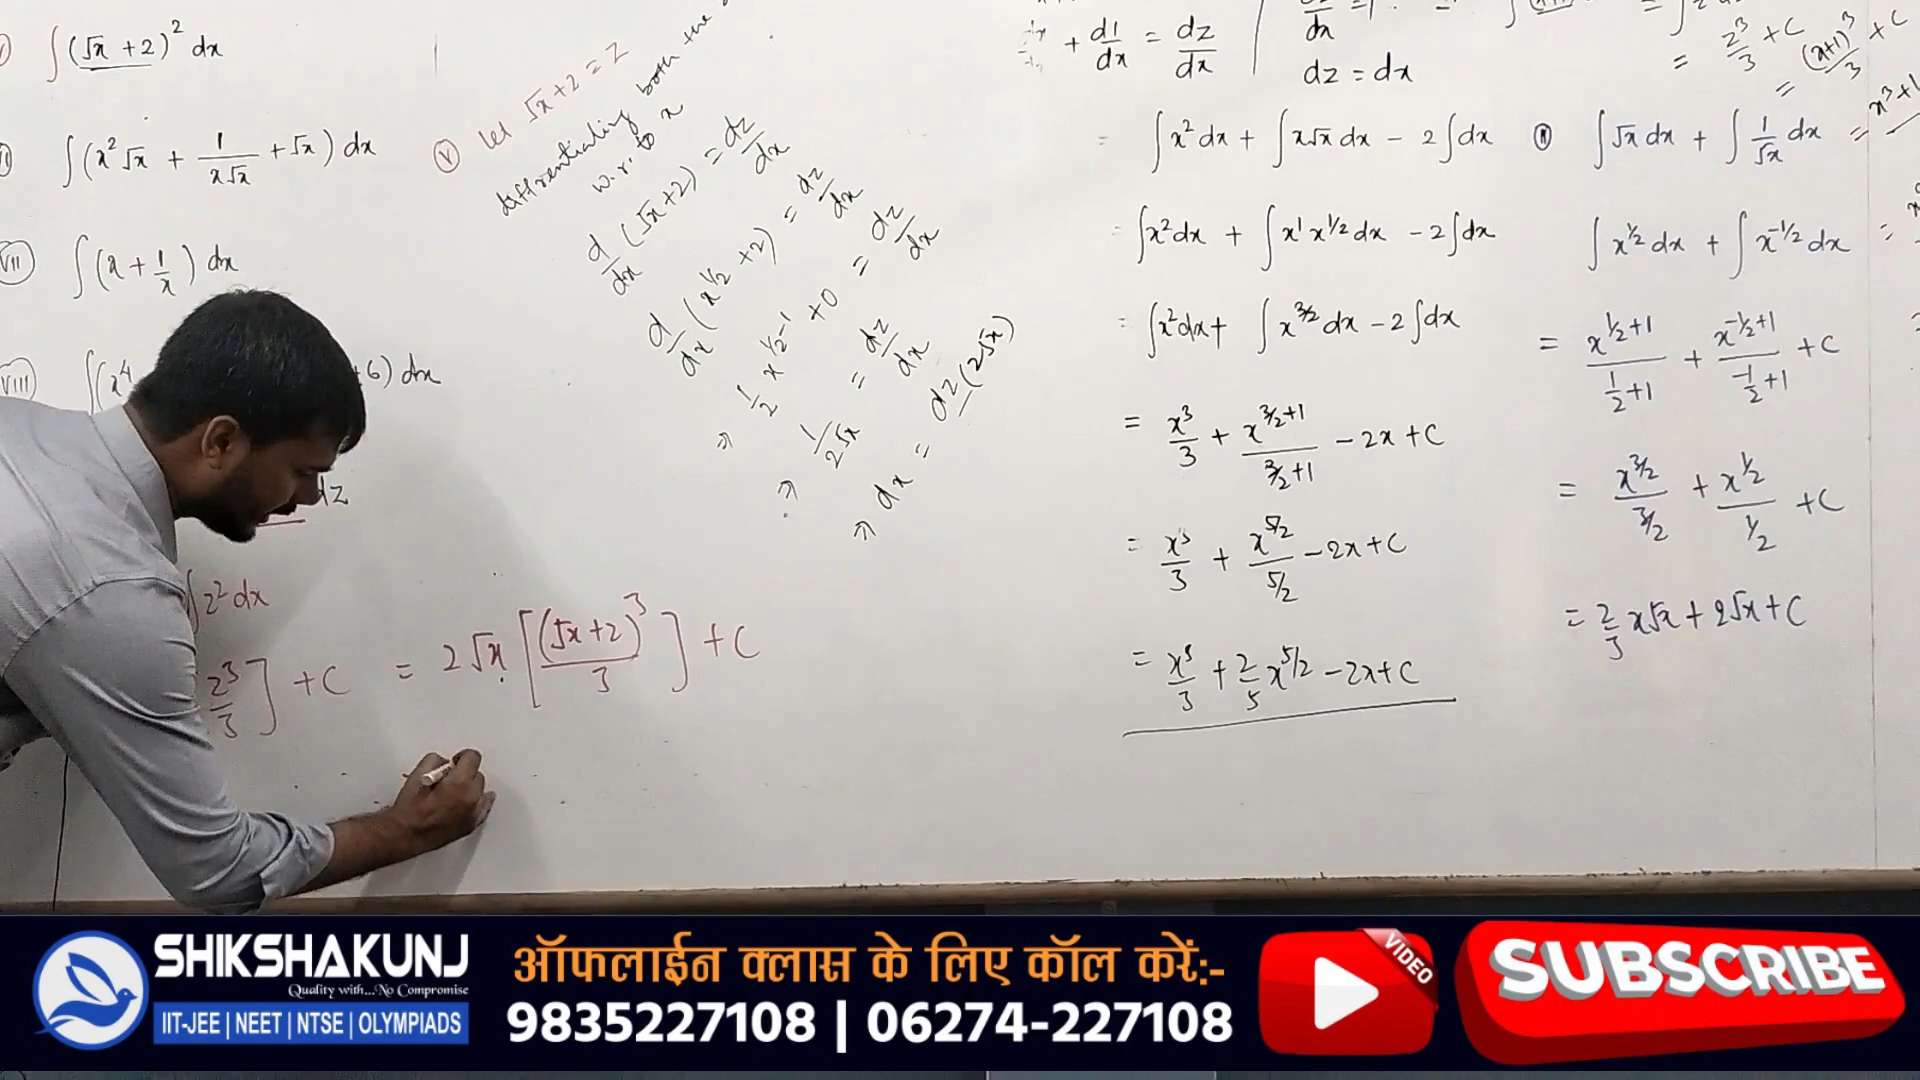 ∫(√x + 2)² dx
∫(x²√x + 1/x√x + √x) dx
VII ∫(x + 1/x) dx
VIII ∫(x⁴ +6) dx
dz
∫z² dx
z³/3] + C = 2√x [(√x+2)³/3] + C
V let √x+2 = z
differentiating both the
w.r. to x
d/dx (√x+2) = dz/dx
d/dx (x^1/2 + 2) = dz/dx
⇒ 1/2 x^1/2-1 + 0 = dz/dx
⇒ 1/2√x = dz/dx
⇒ dx = dz (2√x)
+ d1/dx = dz/dx
dx
dz = dx
= z³/3 + C
= (x+1)³/3 + C
∫x² dx + ∫x√x dx - 2∫dx
= ∫x² dx + ∫x¹ x^1/2 dx - 2∫dx
= ∫x² dx + ∫x^3/2 dx - 2∫dx
= x³/3 + x^3/2+1/3/2+1 - 2x + C
= x³/3 + x^5/2/5/2 - 2x + C
= x³/3 + 2/5 x^5/2 - 2x + C
∫√x dx + ∫1/√x dx
∫x^1/2 dx + ∫x^-1/2 dx
= x^1/2+1/1/2+1 + x^-1/2+1/-1/2+1 + C
= x^3/2/3/2 + x^1/2/1/2 + C
= 2/3 x√x + 2√x + C
= x³+1
SHIKSHAKUNJ
Quality with...No Compromise
IIT-JEE | NEET | NTSE | OLYMPIADS
ऑफलाईन क्लास के लिए कॉल करें:-
9835227108 | 06274-227108
VIDEO
SUBSCRIBE